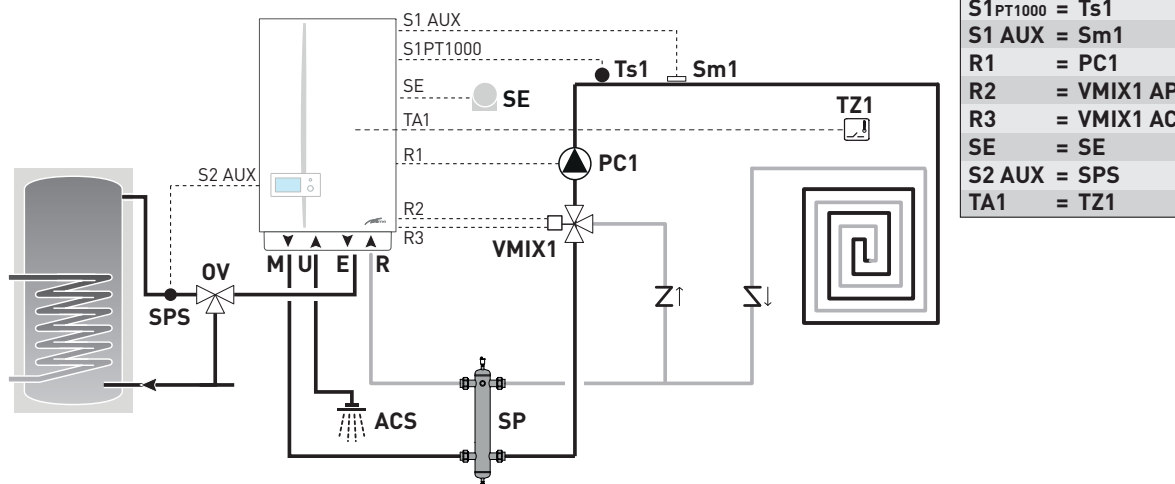 S1 AUX
S1PT1000
Ts1
Sm1
SE
SE
TA1
TZ1
R1
PC1
S2 AUX
R2
R3
VMIX1
M U E R
OV
SPS
ACS
SP
S1PT1000 = Ts1
S1 AUX = Sm1
R1 = PC1
R2 = VMIX1 AP
R3 = VMIX1 AC
SE = SE
S2 AUX = SPS
TA1 = TZ1